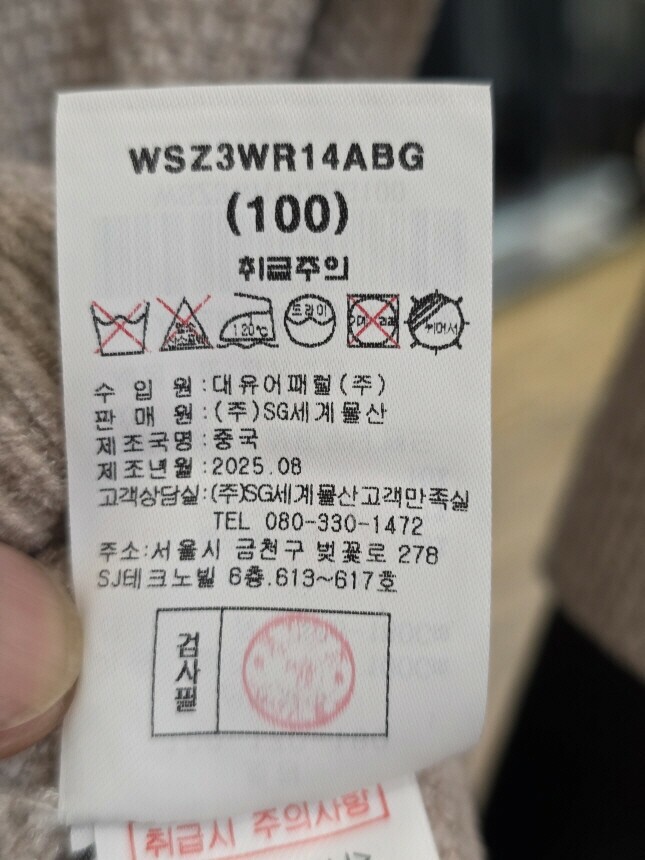 WSZ3WR14ABG
(100)
취급주의
120℃ 드라이 뉘어서
수 입 원 : 대유어패럴(주)
판 매 원 : (주)SG세계물산
제조국명 : 중국
제조년월 : 2025.08
고객상담실:(주)SG세계물산고객만족실
TEL 080-330-1472
주소:서울시 금천구 벚꽃로 278
SJ테크노빌 6층.613~617호
검사필
[취급시 주의사항]